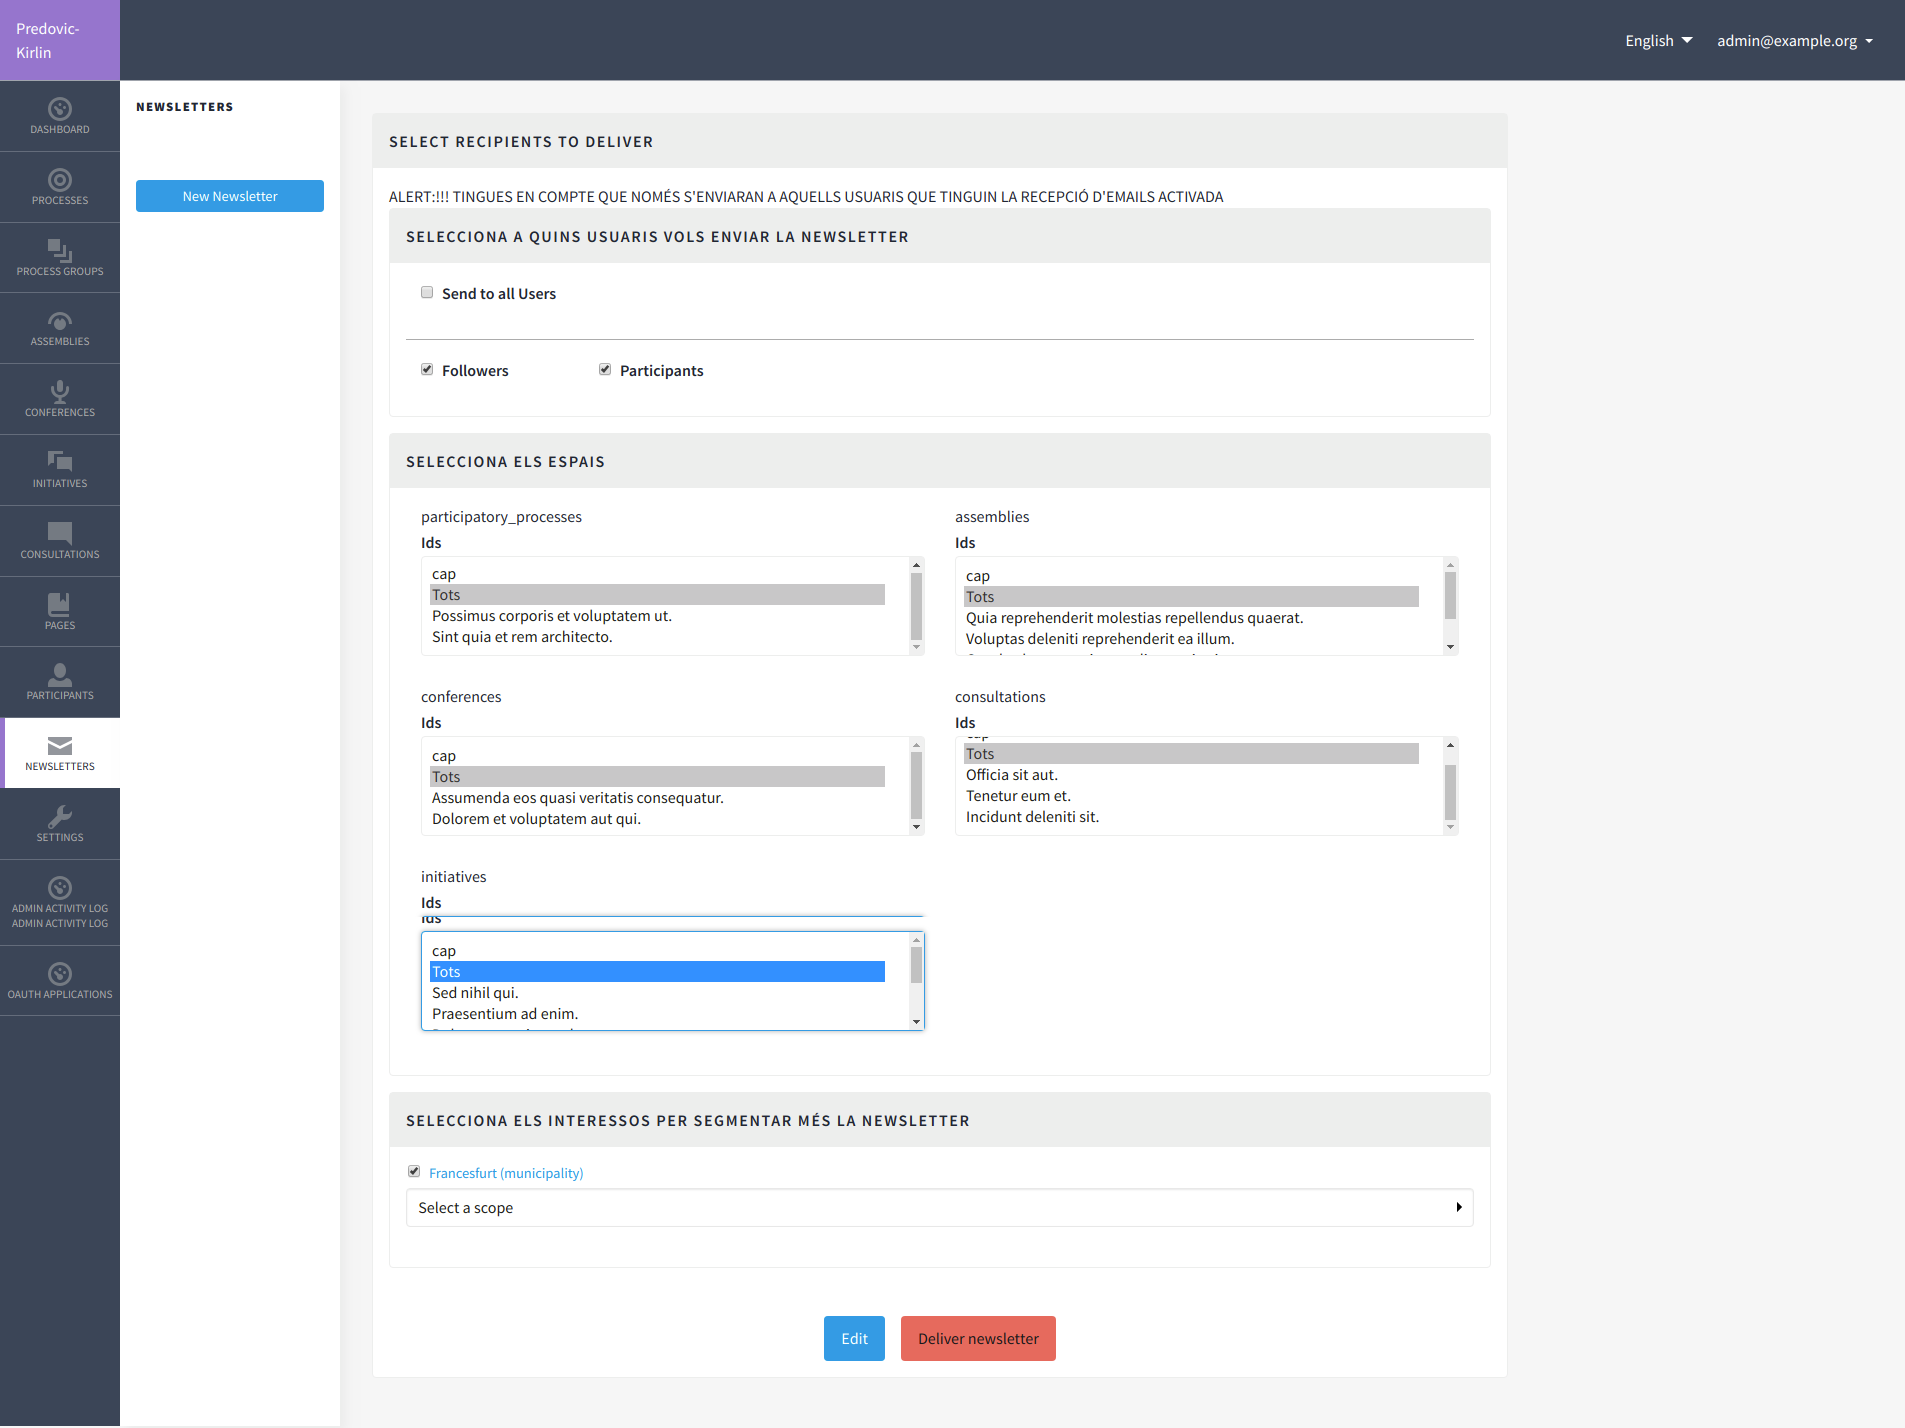 Predovic-
Kirlin
English
admin@example.org
DASHBOARD
PROCESSES
PROCESS GROUPS
ASSEMBLIES
CONFERENCES
INITIATIVES
CONSULTATIONS
PAGES
PARTICIPANTS
NEWSLETTERS
SETTINGS
ADMIN ACTIVITY LOG
ADMIN ACTIVITY LOG
OAUTH APPLICATIONS
NEWSLETTERS
New Newsletter
SELECT RECIPIENTS TO DELIVER
ALERT:!!! TINGUES EN COMPTE QUE NOMÉS S'ENVIARAN A AQUELLS USUARIS QUE TINGUIN LA RECEPCIÓ D'EMAILS ACTIVADA
SELECCIONA A QUINS USUARIS VOLS ENVIAR LA NEWSLETTER
Send to all Users
Followers
Participants
SELECCIONA ELS ESPAIS
participatory_processes
Ids
cap
Tots
Possimus corporis et voluptatem ut.
Sint quia et rem architecto.
assemblies
Ids
cap
Tots
Quia reprehenderit molestias repellendus quaerat.
Voluptas deleniti reprehenderit ea illum.
conferences
Ids
cap
Tots
Assumenda eos quasi veritatis consequatur.
Dolorem et voluptatem aut qui.
consultations
Ids
cap
Tots
Officia sit aut.
Tenetur eum et.
Incidunt deleniti sit.
initiatives
Ids
Ids
cap
Tots
Sed nihil qui.
Praesentium ad enim.
SELECCIONA ELS INTERESSOS PER SEGMENTAR MÉS LA NEWSLETTER
Francesfurt (municipality)
Select a scope
Edit
Deliver newsletter